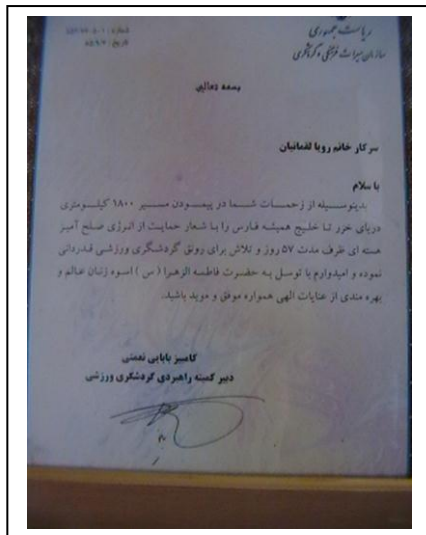 ریاست جمهوری
سازمان میراث فرهنگی و گردشگری
شماره :
تاریخ :
بسمه تعالی
سرکار خانم رویا لقمانیان
با سلام
بدینوسیله از زحمات شما در پیمودن مسیر ۱۸۰۰ کیلومتری
دریای خزر تا خلیج همیشه فارس را با شعار حمایت از انرژی صلح آمیز
هسته ای ظرف مدت ۵۷ روز و تلاش برای رونق گردشگری ورزشی قدردانی
نموده و امیدوارم با توسل به حضرت فاطمه الزهرا ( س ) اسوه زنان عالم و
بهره مندی از عنایات الهی همواره موفق و موید باشید.
کامبیز بابایی نعمتی
دبیر کمیته راهبردی گردشگری ورزشی